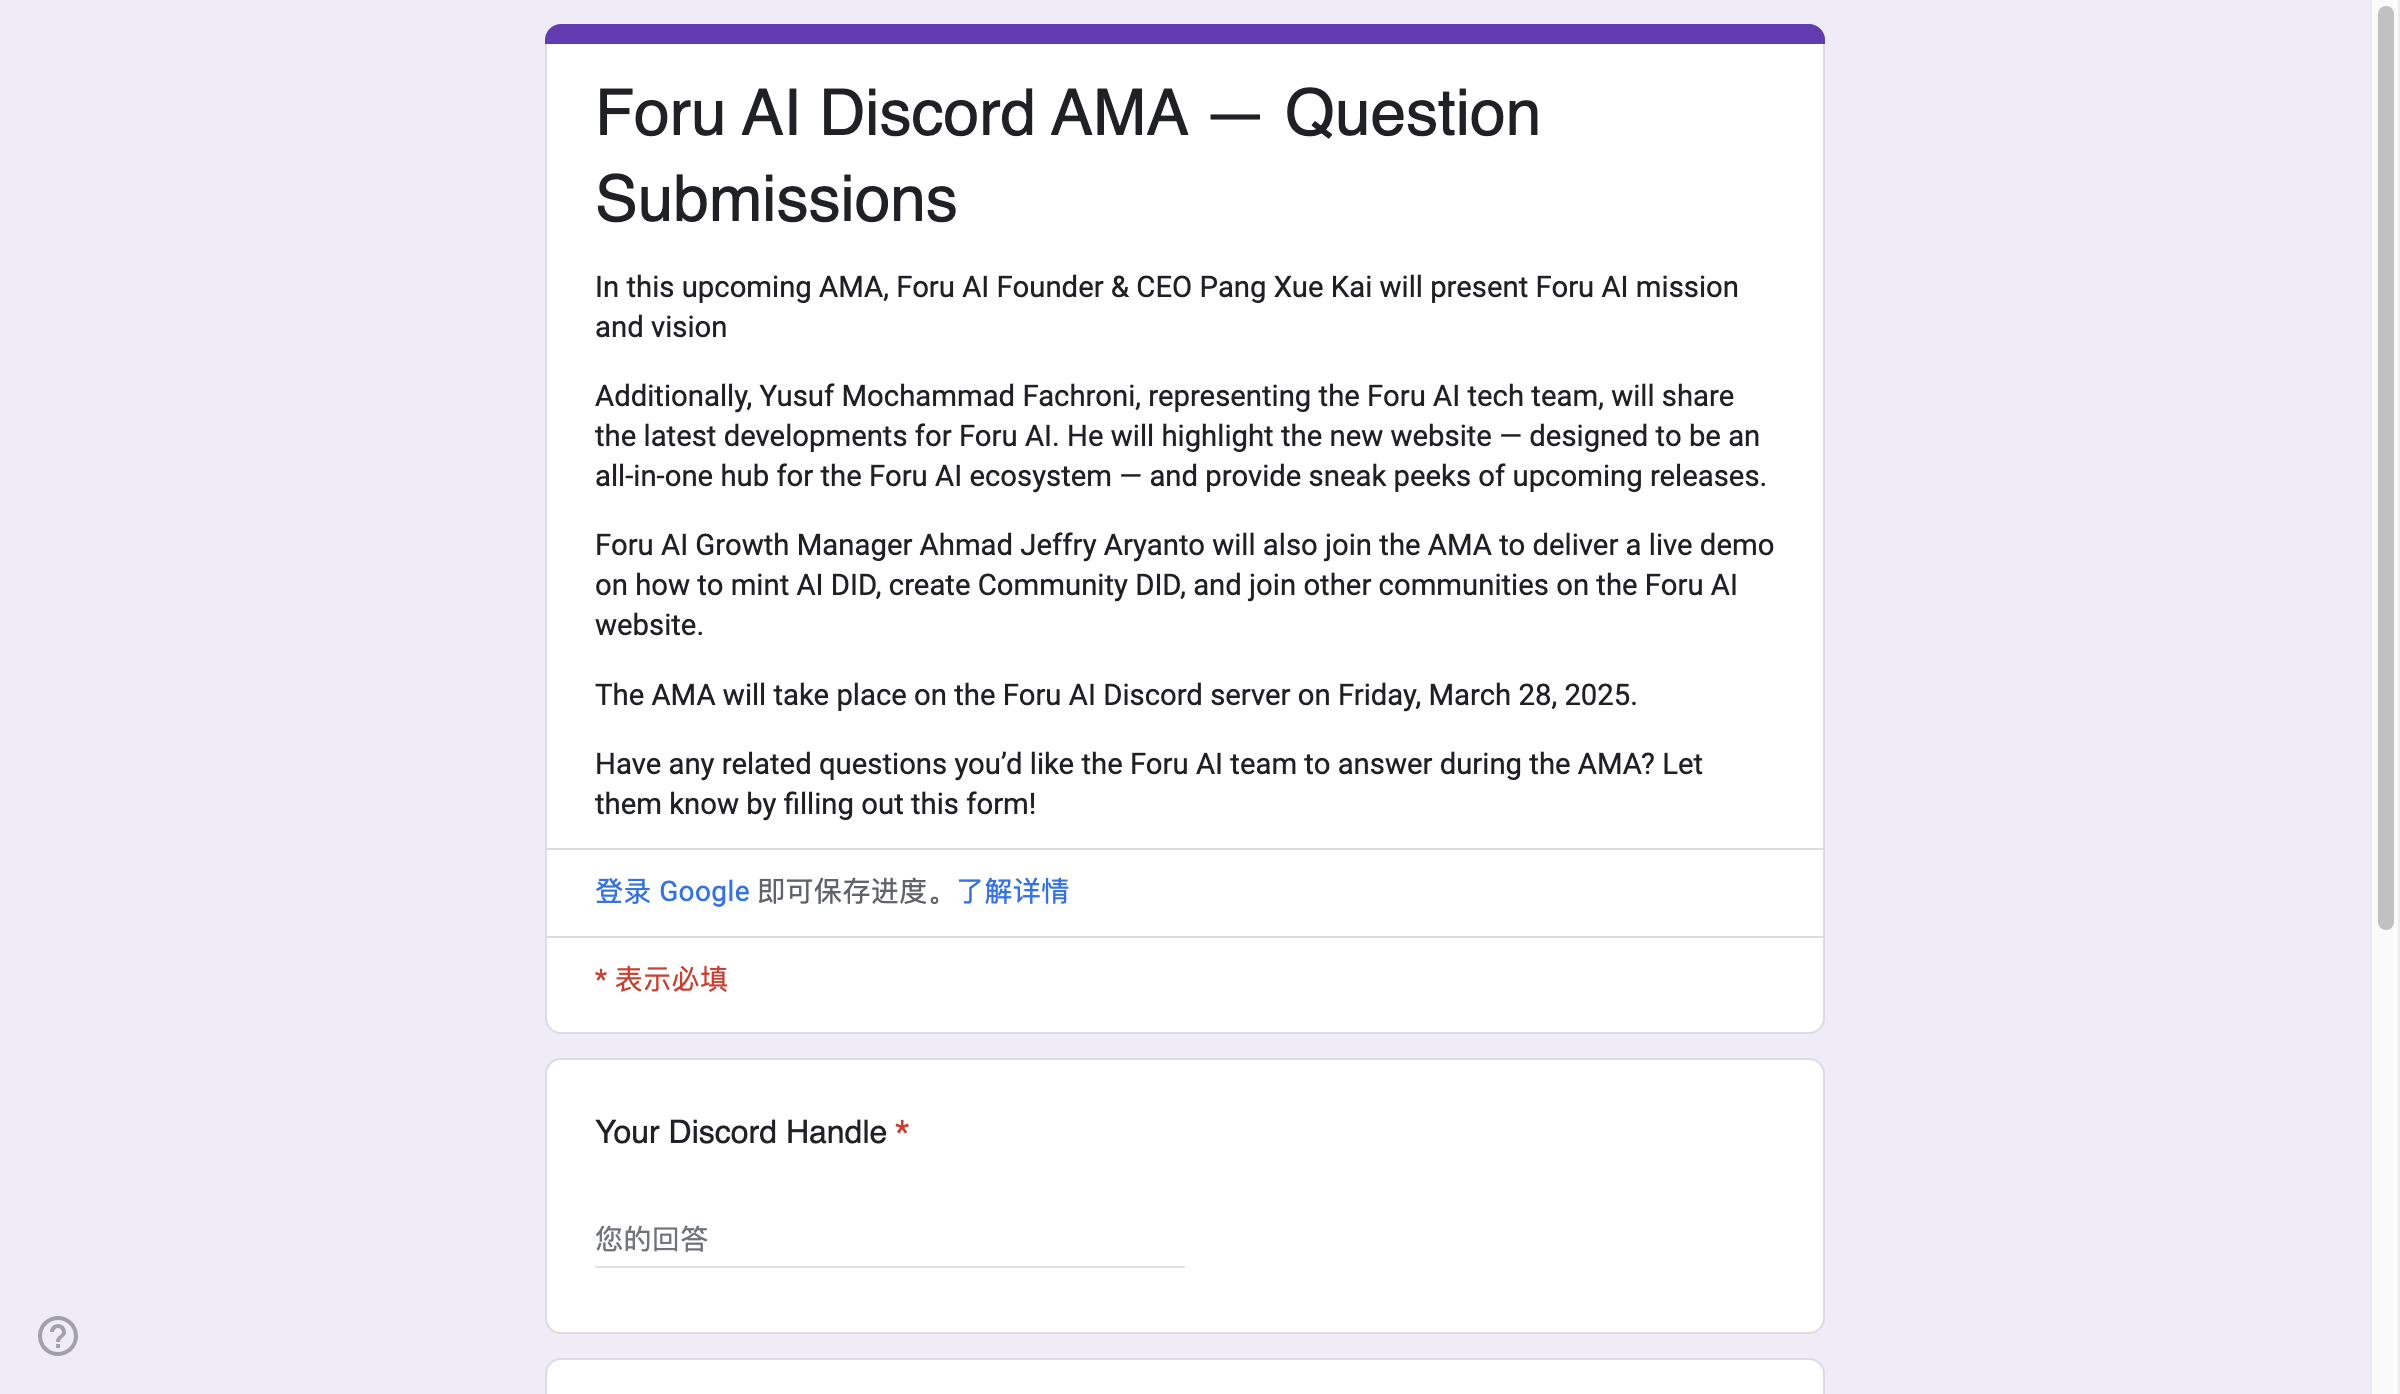 Foru AI Discord AMA — Question
Submissions
In this upcoming AMA, Foru AI Founder & CEO Pang Xue Kai will present Foru AI mission
and vision
Additionally, Yusuf Mochammad Fachroni, representing the Foru AI tech team, will share
the latest developments for Foru AI. He will highlight the new website — designed to be an
all-in-one hub for the Foru AI ecosystem — and provide sneak peeks of upcoming releases.
Foru AI Growth Manager Ahmad Jeffry Aryanto will also join the AMA to deliver a live demo
on how to mint AI DID, create Community DID, and join other communities on the Foru AI
website.
The AMA will take place on the Foru AI Discord server on Friday, March 28, 2025.
Have any related questions you’d like the Foru AI team to answer during the AMA? Let
them know by filling out this form!
登录 Google 即可保存进度。了解详情
* 表示必填
Your Discord Handle *
您的回答